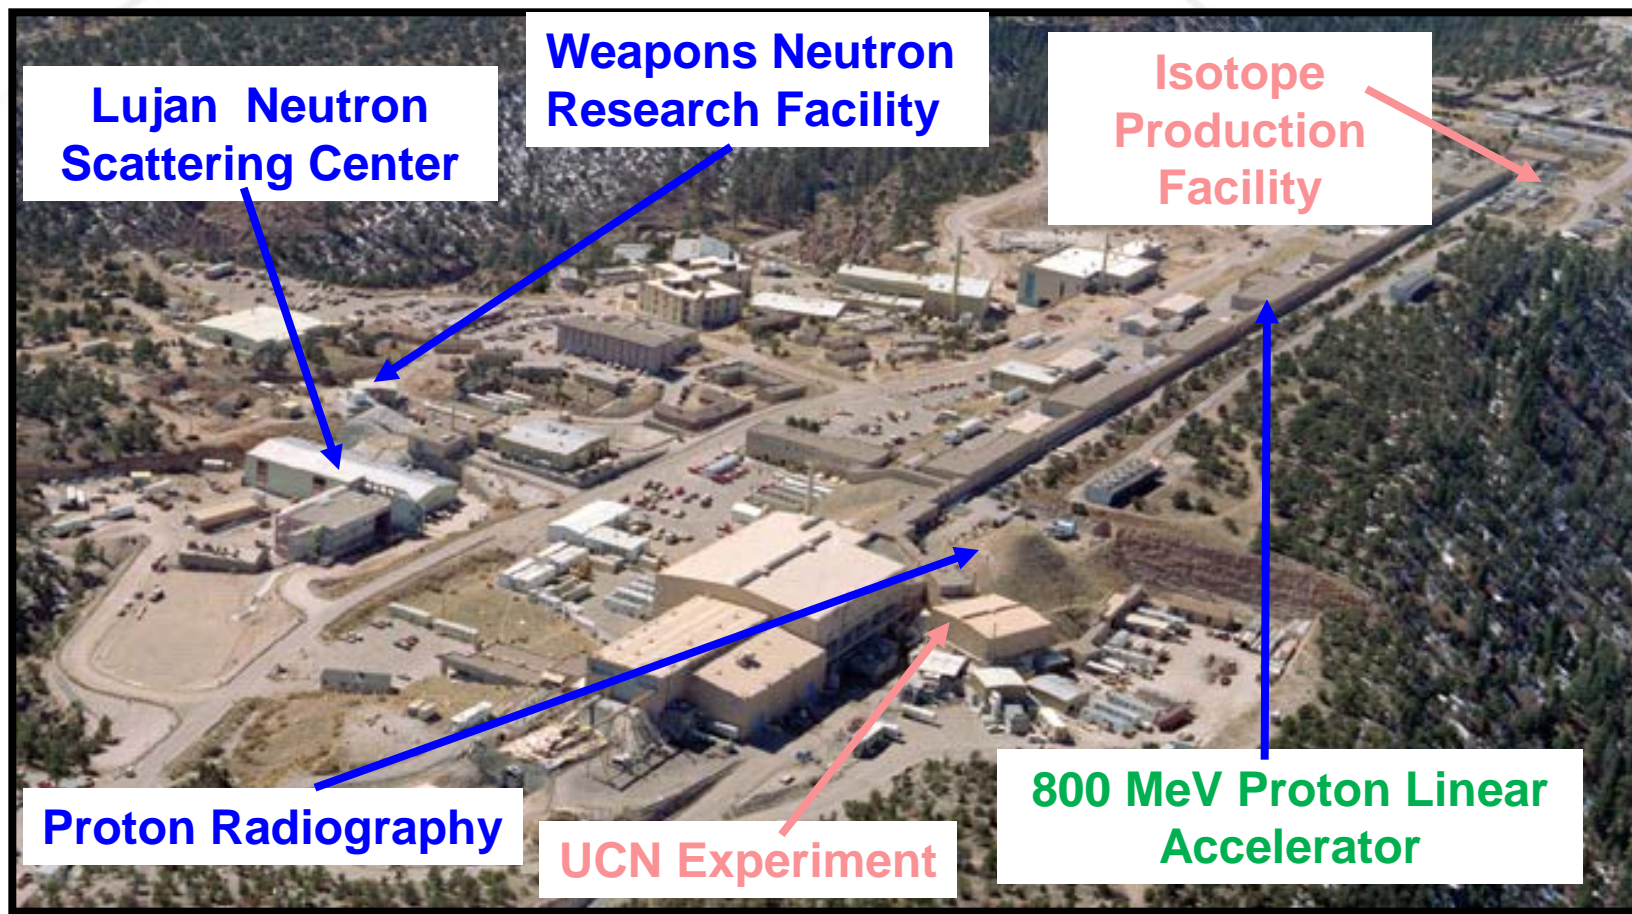 Weapons Neutron
Research Facility
Lujan Neutron
Scattering Center
Isotope
Production
Facility
Proton Radiography
UCN Experiment
800 MeV Proton Linear
Accelerator